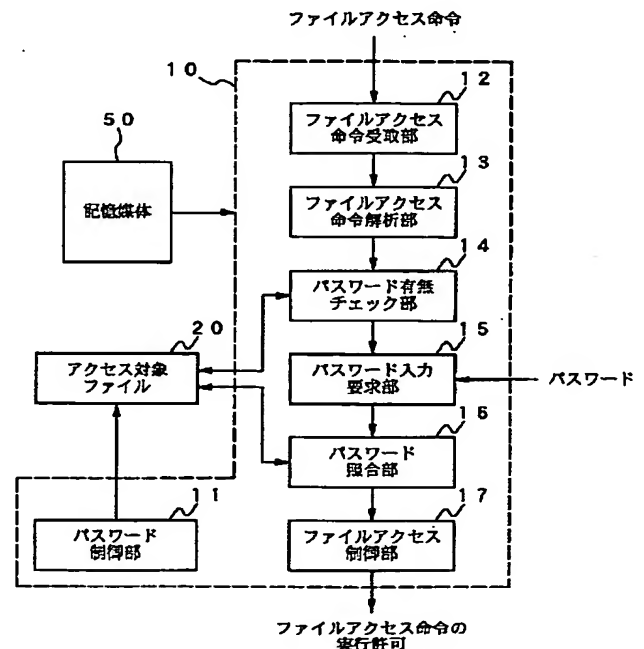 ファイルアクセス命令
10
12
ファイルアクセス
命令受取部
50
記憶媒体
13
ファイルアクセス
命令解析部
14
パスワード有無
チェック部
20
アクセス対象
ファイル
15
パスワード入力
要求部
パスワード
16
パスワード
照合部
11
パスワード
制御部
17
ファイルアクセス
制御部
ファイルアクセス命令の
実行許可